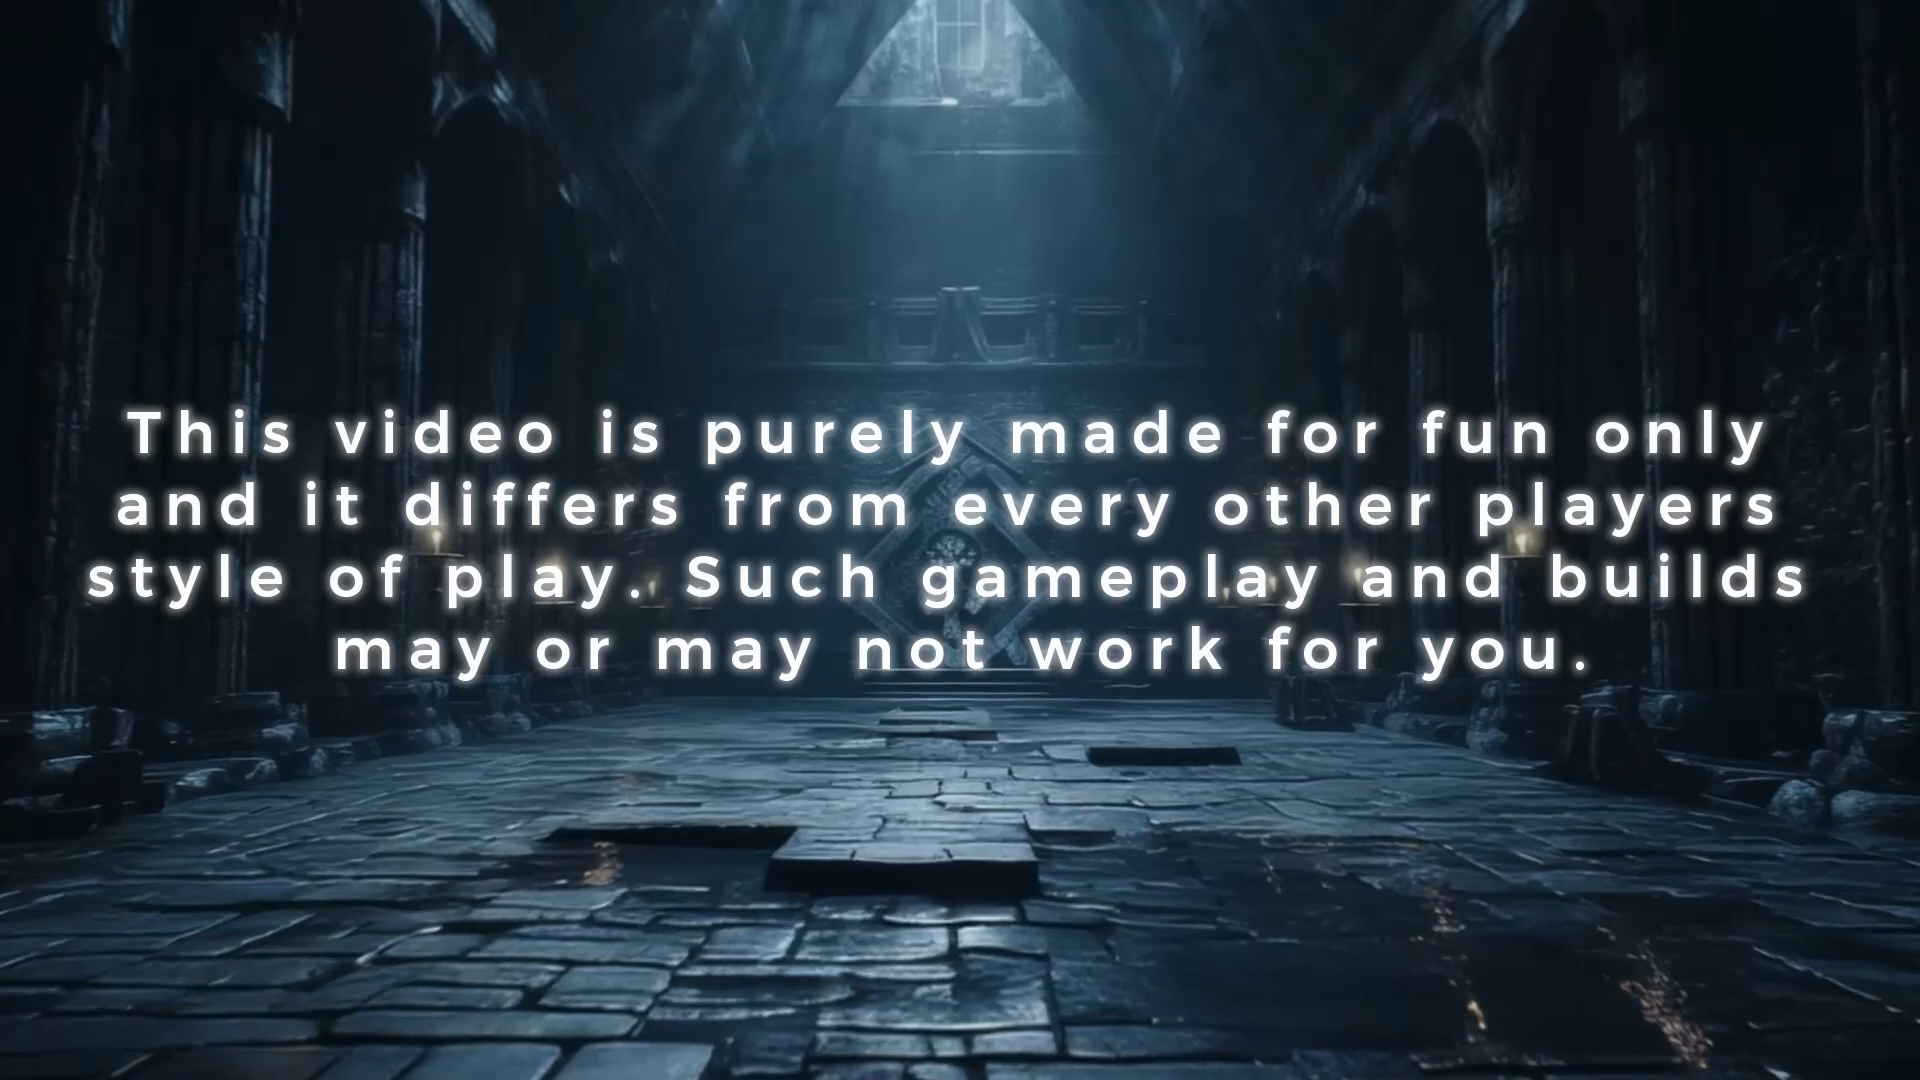 This video is purely made for fun only
and it differs from every other players
style of play. Such gameplay and builds
may or may not work for you.